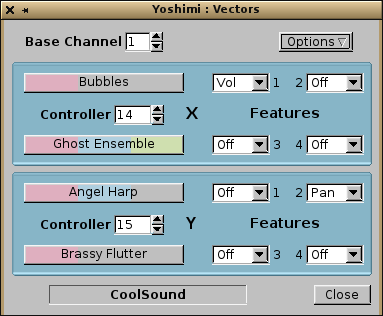 Yoshimi : Vectors
Base Channel 1 Options
Bubbles Vol 1 2 Off
Controller 14 X Features
Ghost Ensemble Off 3 4 Off
Angel Harp Off 1 2 Pan
Controller 15 Y Features
Brassy Flutter Off 3 4 Off
CoolSound Close